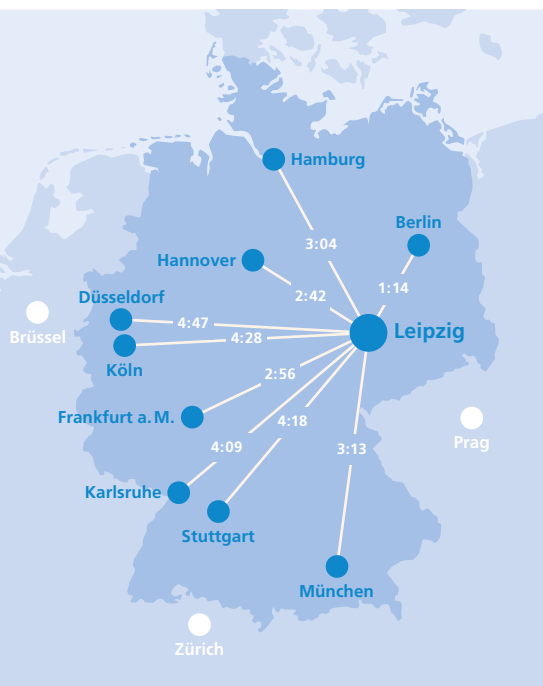 Hamburg
Berlin
3:04
Hannover
1:14
Düsseldorf
2:42
4:47
Leipzig
Brüssel
4:28
Köln
2:56
Frankfurt a. M.
4:18
Prag
4:09
3:13
Karlsruhe
Stuttgart
München
Zürich